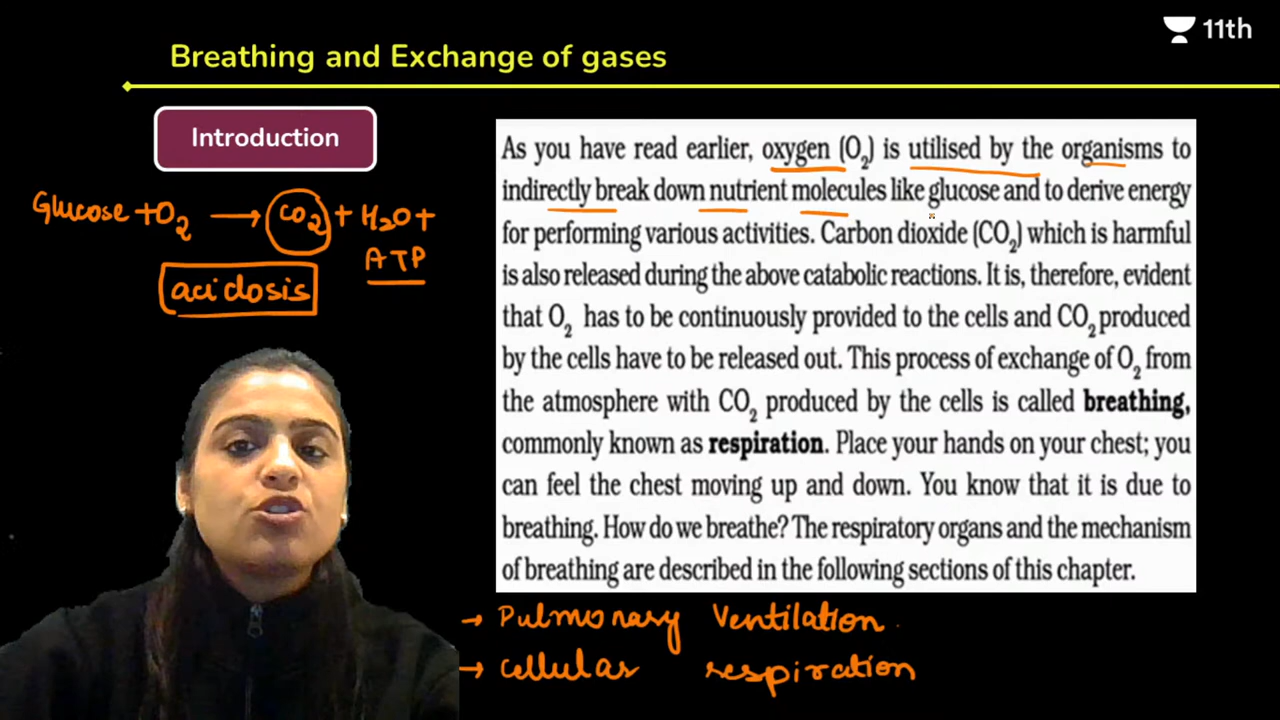 11th
Breathing and Exchange of gases
Introduction
Glucose + O₂ → CO₂ + H₂O +
ATP
acidosis
As you have read earlier, oxygen (O₂) is utilised by the organisms to
indirectly break down nutrient molecules like glucose and to derive energy
for performing various activities. Carbon dioxide (CO₂) which is harmful
is also released during the above catabolic reactions. It is, therefore, evident
that O₂ has to be continuously provided to the cells and CO₂ produced
by the cells have to be released out. This process of exchange of O₂ from
the atmosphere with CO₂ produced by the cells is called breathing,
commonly known as respiration. Place your hands on your chest; you
can feel the chest moving up and down. You know that it is due to
breathing. How do we breathe? The respiratory organs and the mechanism
of breathing are described in the following sections of this chapter.
→ Pulmonary Ventilation
→ Cellular respiration